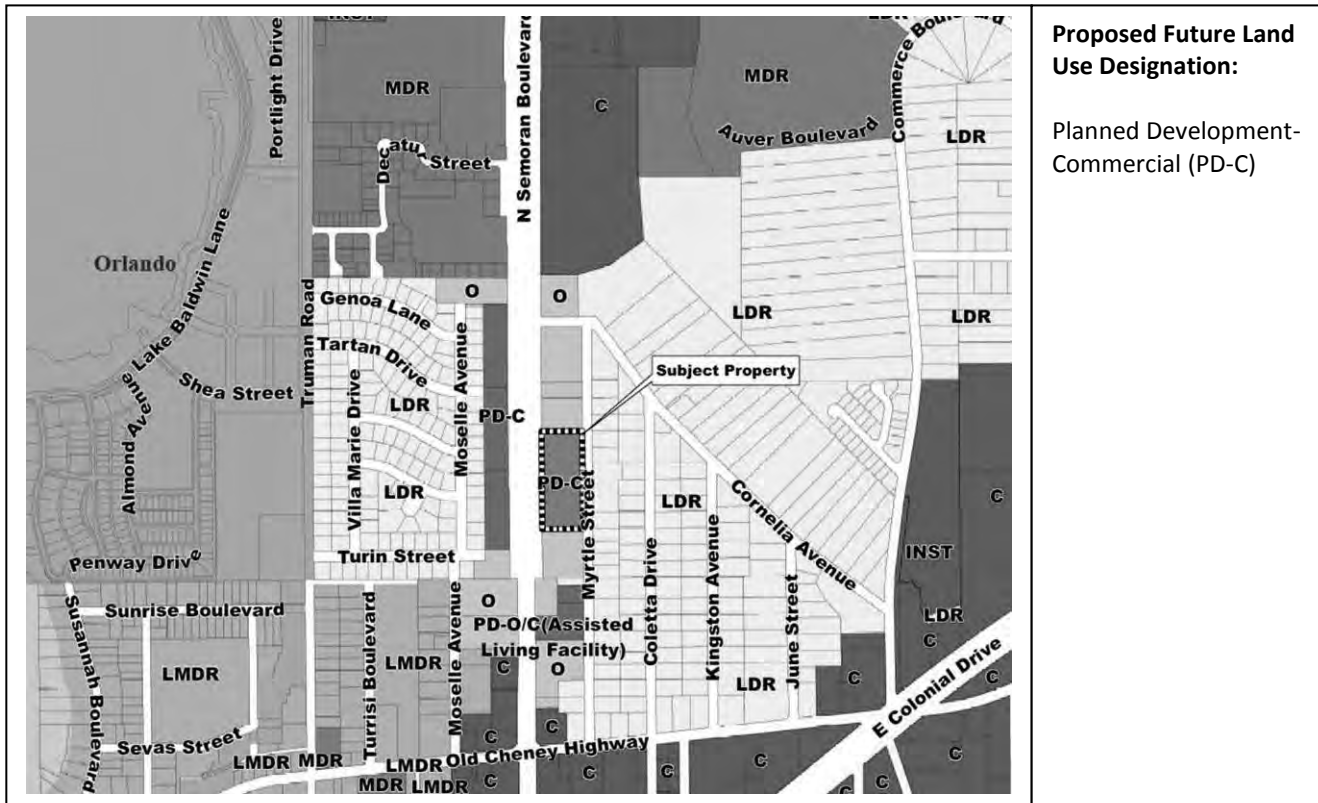 INST
LDR
Proposed Future Land
Use Designation:
Planned Development-
Commercial (PD-C)
Portlight Drive
MDR
N Semoran Boulevard
C
MDR
Auver Boulevard
Commerce Boulevard
LDR
Decatur Street
Orlando
Lake Baldwin Lane
Truman Road
Genoa Lane
O
O
LDR
LDR
Tartan Drive
Shea Street
Almond Avenue
Villa Marie Drive
LDR
Moselle Avenue
PD-C
Subject Property
PD-C
Myrtle Street
LDR
LDR
Cornelia Avenue
C
Coletta Drive
Kingston Avenue
INST
Turin Street
Penway Drive
Susannah Boulevard
Sunrise Boulevard
O
PD-O/C(Assisted
Living Facility)
June Street
LDR
C
LMDR
Turrisi Boulevard
LMDR
Moselle Avenue
C
O
LDR
C
E Colonial Drive
C
Sevas Street
LMDR
MDR
LMDR
Old Cheney Highway
C
C
C
C
C
C
C
C
C
MDR
LMDR